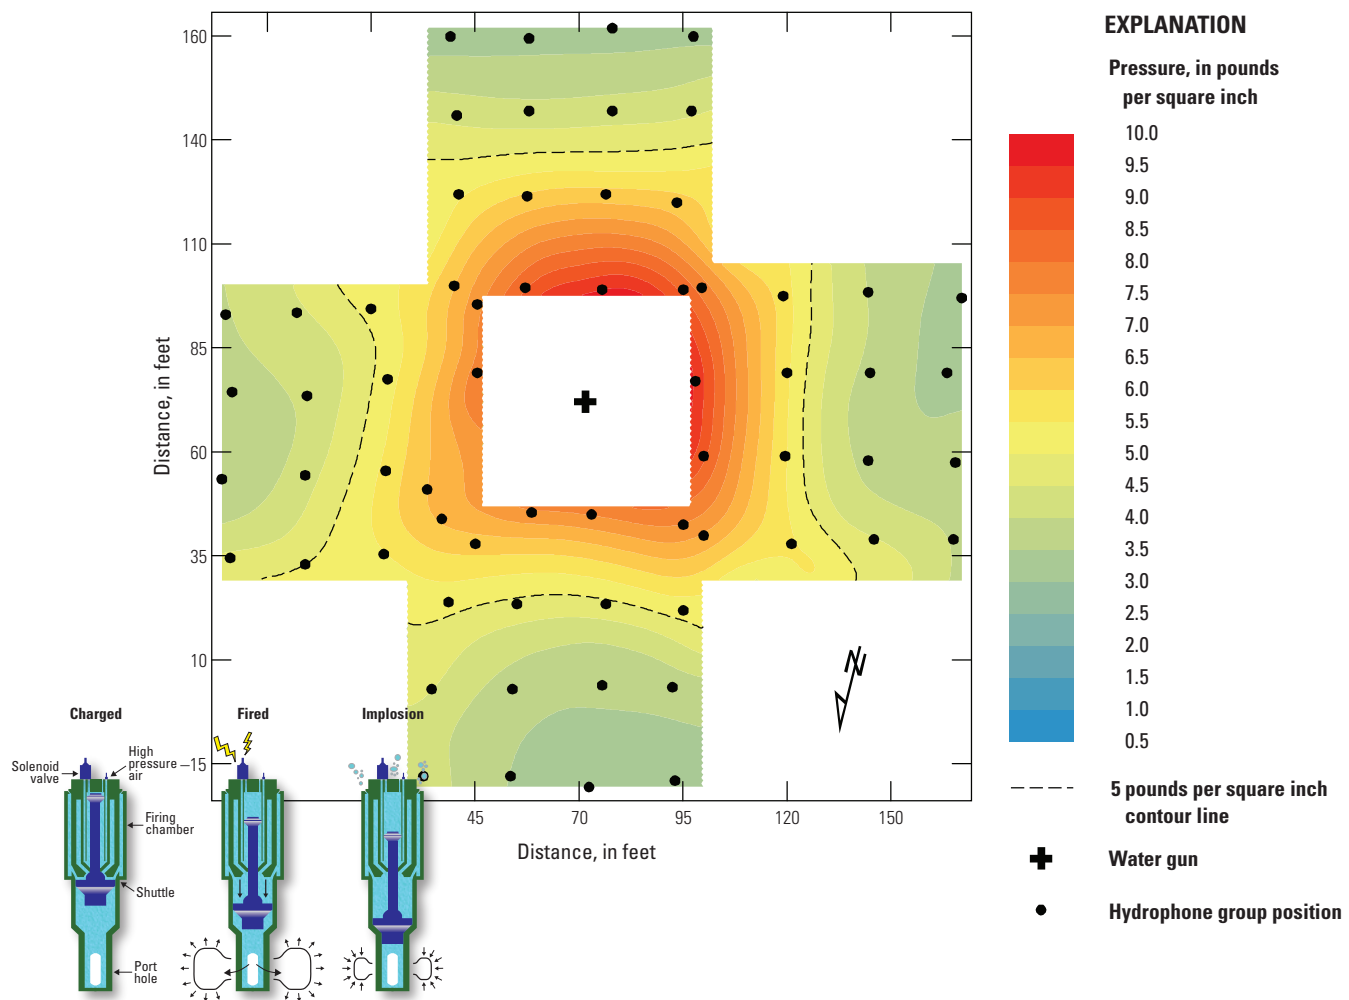 160
140
110
85
60
35
10
–15
Distance, in feet
45
70
95
120
150
Distance, in feet
N
EXPLANATION
Pressure, in pounds
per square inch
10.0
9.5
9.0
8.5
8.0
7.5
7.0
6.5
6.0
5.5
5.0
4.5
4.0
3.5
3.0
2.5
2.0
1.5
1.0
0.5
5 pounds per square inch
contour line
Water gun
Hydrophone group position
Charged
Fired
Implosion
Solenoid
valve
High
pressure
air
Firing
chamber
Shuttle
Port
hole